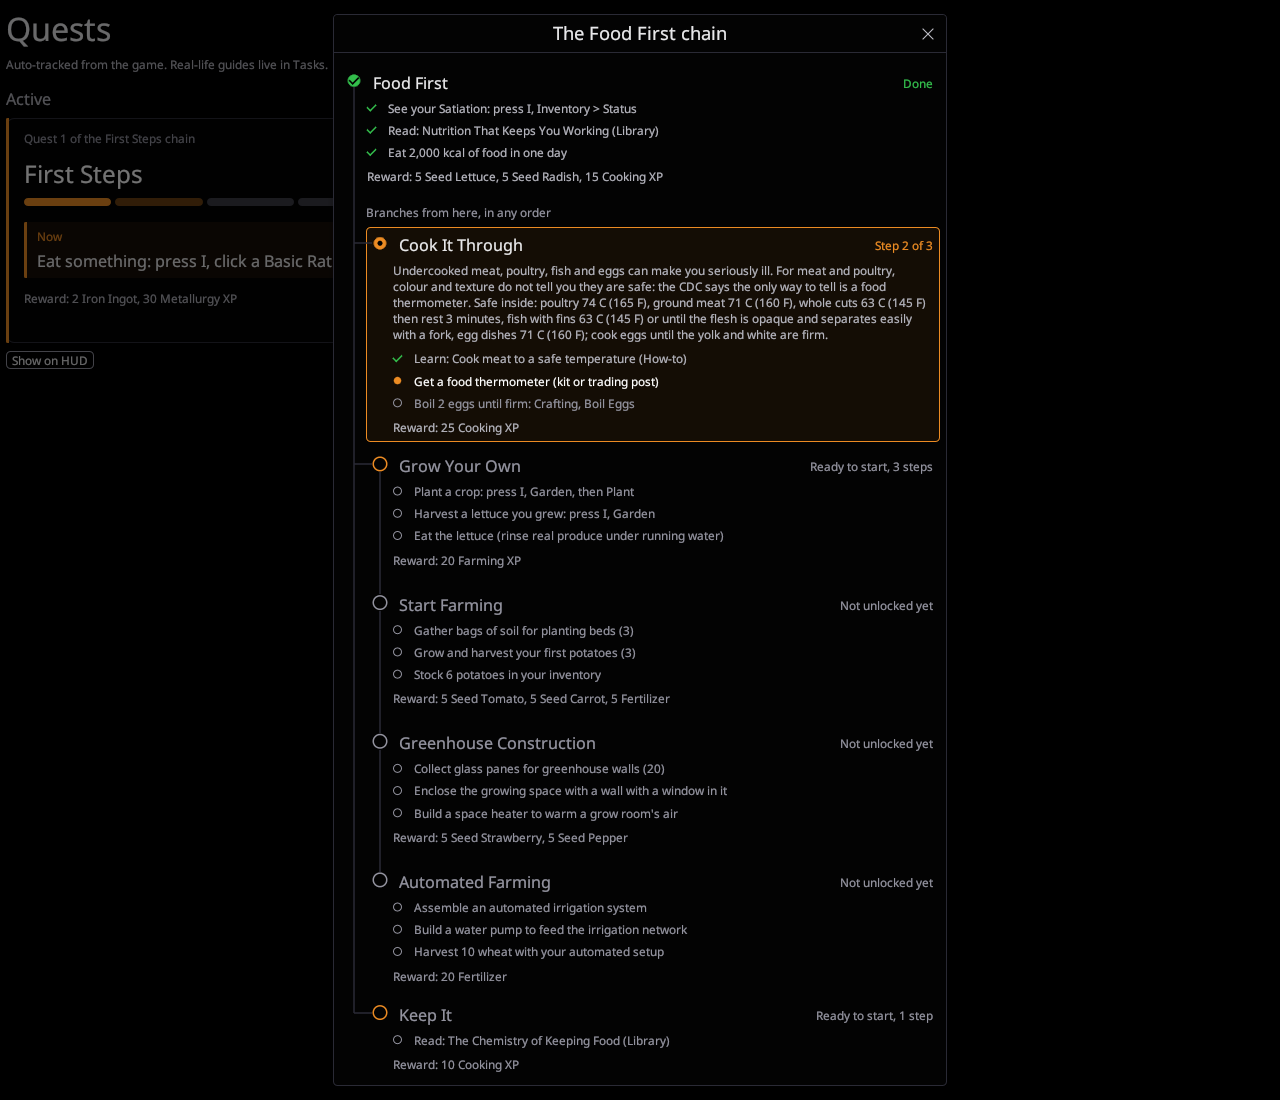 Quests
Auto-tracked from the game. Real-life guides live in Tasks.
Active
Quest 1 of the First Steps chain
First Steps
Now
Eat something: press I, click a Basic Rat
Reward: 2 Iron Ingot, 30 Metallurgy XP
Show on HUD
The Food First chain
Food First
Done
See your Satiation: press I, Inventory > Status
Read: Nutrition That Keeps You Working (Library)
Eat 2,000 kcal of food in one day
Reward: 5 Seed Lettuce, 5 Seed Radish, 15 Cooking XP
Branches from here, in any order
Cook It Through
Step 2 of 3
Undercooked meat, poultry, fish and eggs can make you seriously ill. For meat and poultry,
colour and texture do not tell you they are safe: the CDC says the only way to tell is a food
thermometer. Safe inside: poultry 74 C (165 F), ground meat 71 C (160 F), whole cuts 63 C (145 F)
then rest 3 minutes, fish with fins 63 C (145 F) or until the flesh is opaque and separates easily
with a fork, egg dishes 71 C (160 F); cook eggs until the yolk and white are firm.
Learn: Cook meat to a safe temperature (How-to)
Get a food thermometer (kit or trading post)
Boil 2 eggs until firm: Crafting, Boil Eggs
Reward: 25 Cooking XP
Grow Your Own
Ready to start, 3 steps
Plant a crop: press I, Garden, then Plant
Harvest a lettuce you grew: press I, Garden
Eat the lettuce (rinse real produce under running water)
Reward: 20 Farming XP
Start Farming
Not unlocked yet
Gather bags of soil for planting beds (3)
Grow and harvest your first potatoes (3)
Stock 6 potatoes in your inventory
Reward: 5 Seed Tomato, 5 Seed Carrot, 5 Fertilizer
Greenhouse Construction
Not unlocked yet
Collect glass panes for greenhouse walls (20)
Enclose the growing space with a wall with a window in it
Build a space heater to warm a grow room's air
Reward: 5 Seed Strawberry, 5 Seed Pepper
Automated Farming
Not unlocked yet
Assemble an automated irrigation system
Build a water pump to feed the irrigation network
Harvest 10 wheat with your automated setup
Reward: 20 Fertilizer
Keep It
Ready to start, 1 step
Read: The Chemistry of Keeping Food (Library)
Reward: 10 Cooking XP